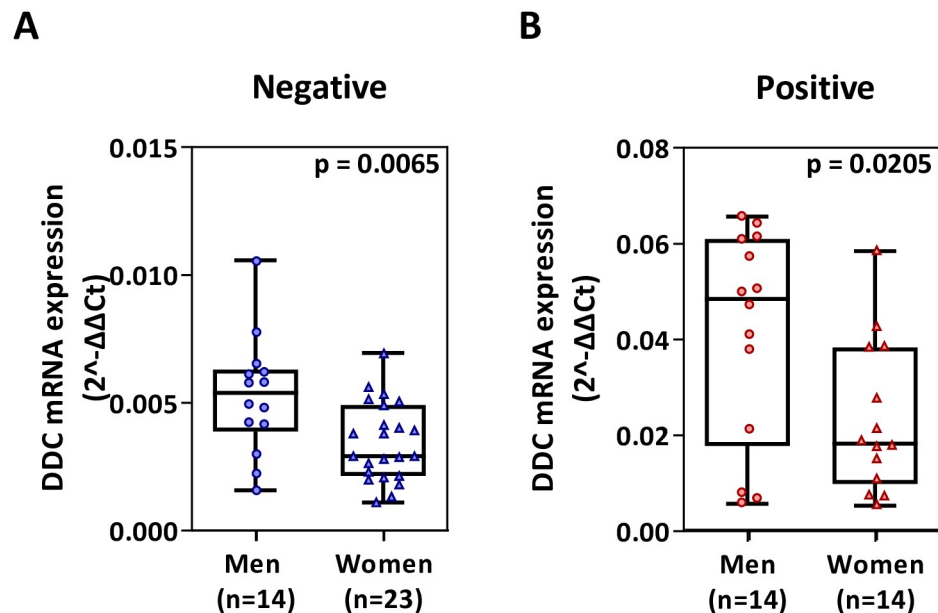 A
Negative
DDC mRNA expression
(2^-ΔΔCt)
0.015
0.010
0.005
0.000
p = 0.0065
Men
(n=14)
Women
(n=23)
B
Positive
DDC mRNA expression
(2^-ΔΔCt)
0.08
0.06
0.04
0.02
0.00
p = 0.0205
Men
(n=14)
Women
(n=14)